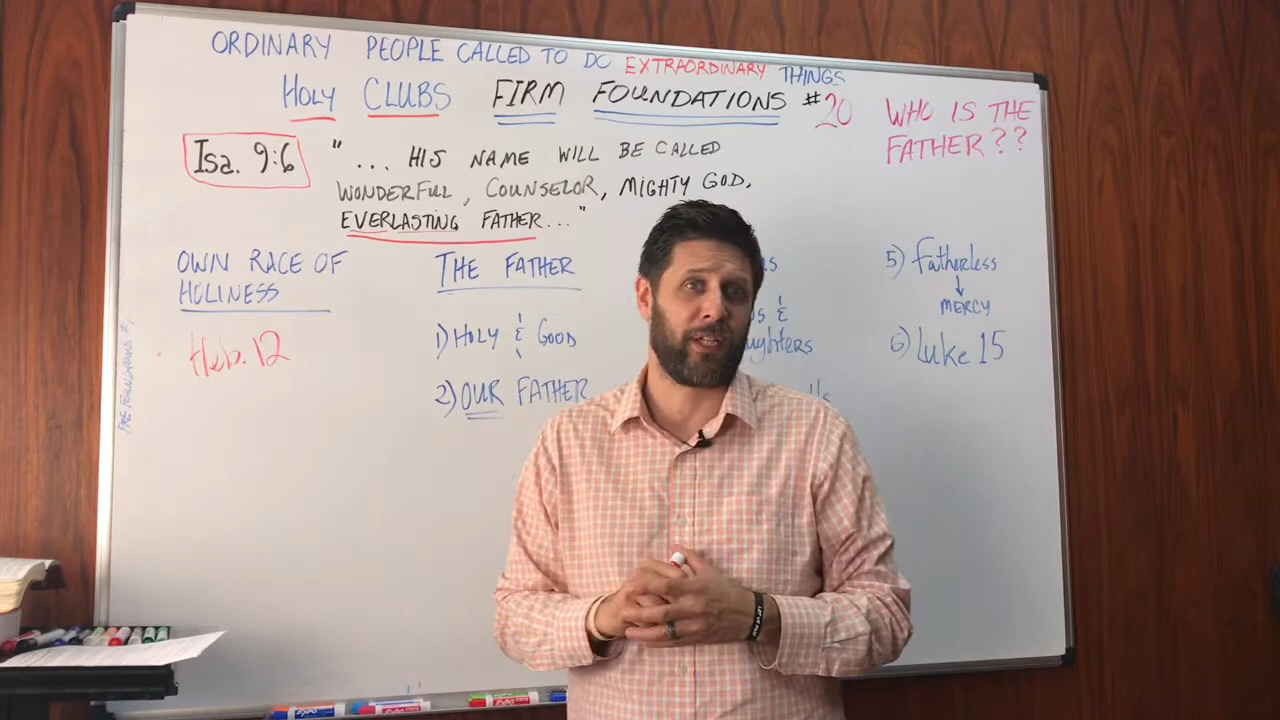 ORDINARY PEOPLE CALLED TO DO EXTRAORDINARY THINGS
HOLY CLUBS FIRM FOUNDATIONS #20
WHO IS THE
FATHER??
Isa. 9:6
"... HIS NAME WILL BE CALLED
WONDERFUL, COUNSELOR, MIGHTY GOD,
EVERLASTING FATHER..."
OWN RACE OF
HOLINESS
Heb. 12
THE FATHER
1) HOLY & GOOD
2) OUR FATHER
&
5) Fatherless
MERCY
6) Luke 15